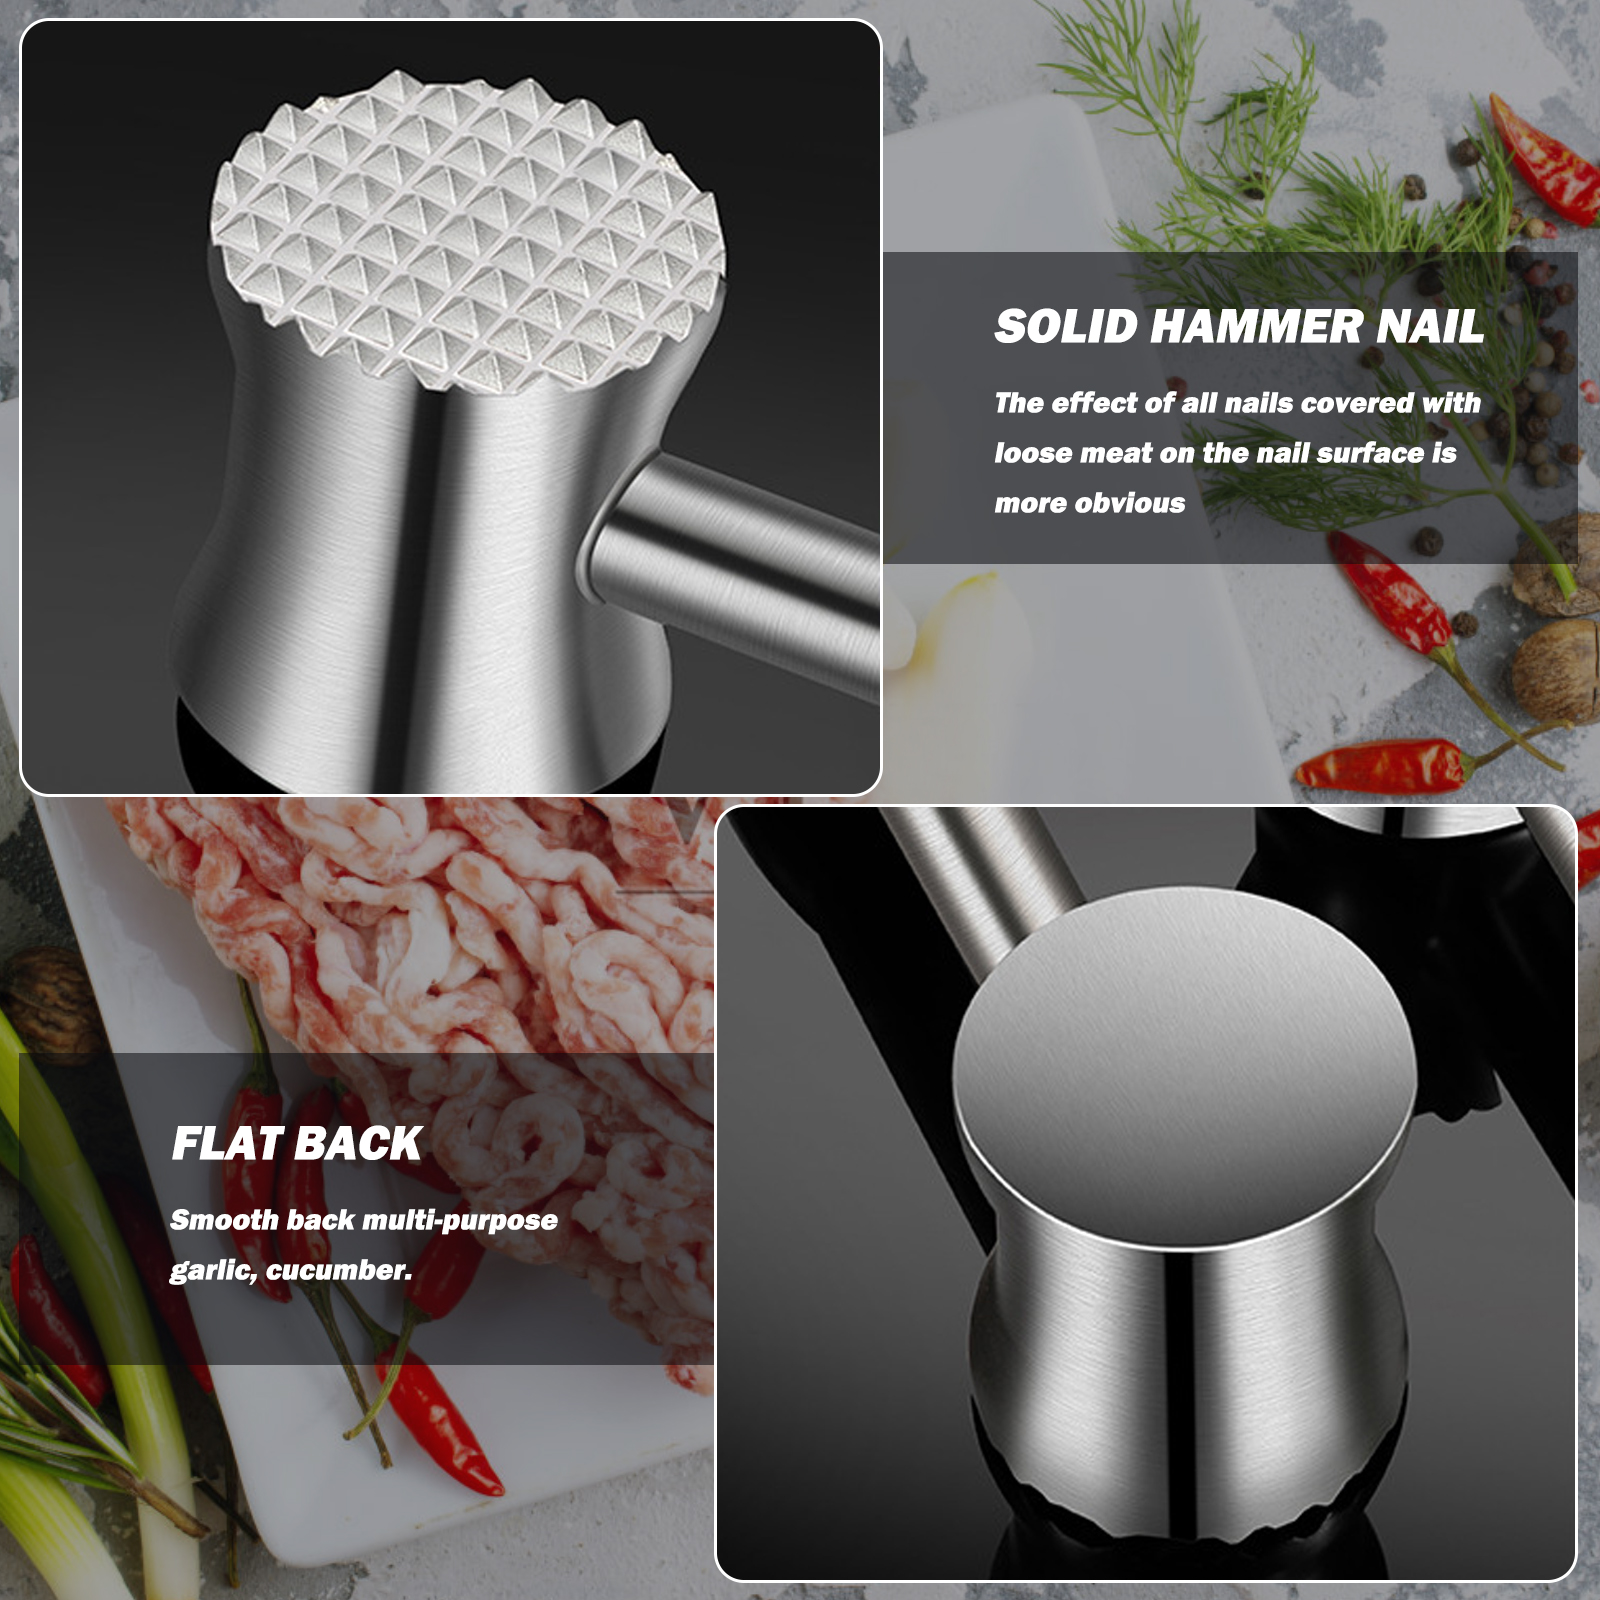 SOLID HAMMER NAIL
The effect of all nails covered with
loose meat on the nail surface is
more obvious
FLAT BACK
Smooth back multi-purpose
garlic, cucumber.